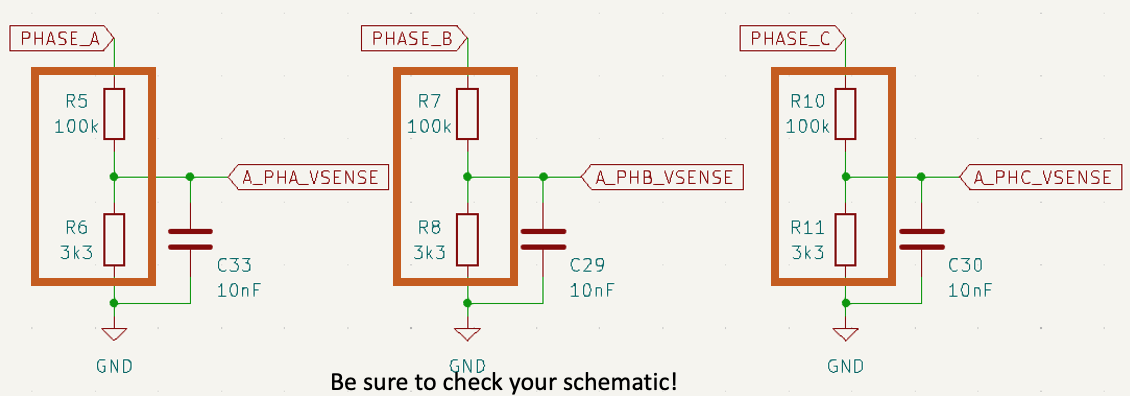 PHASE_A PHASE_B PHASE_C
R5 R7 R10
100k 100k 100k
A_PHA_VSENSE A_PHB_VSENSE A_PHC_VSENSE
R6 R8 R11
3k3 3k3 3k3
C33 C29 C30
10nF 10nF 10nF
GND GND GND
Be sure to check your schematic!